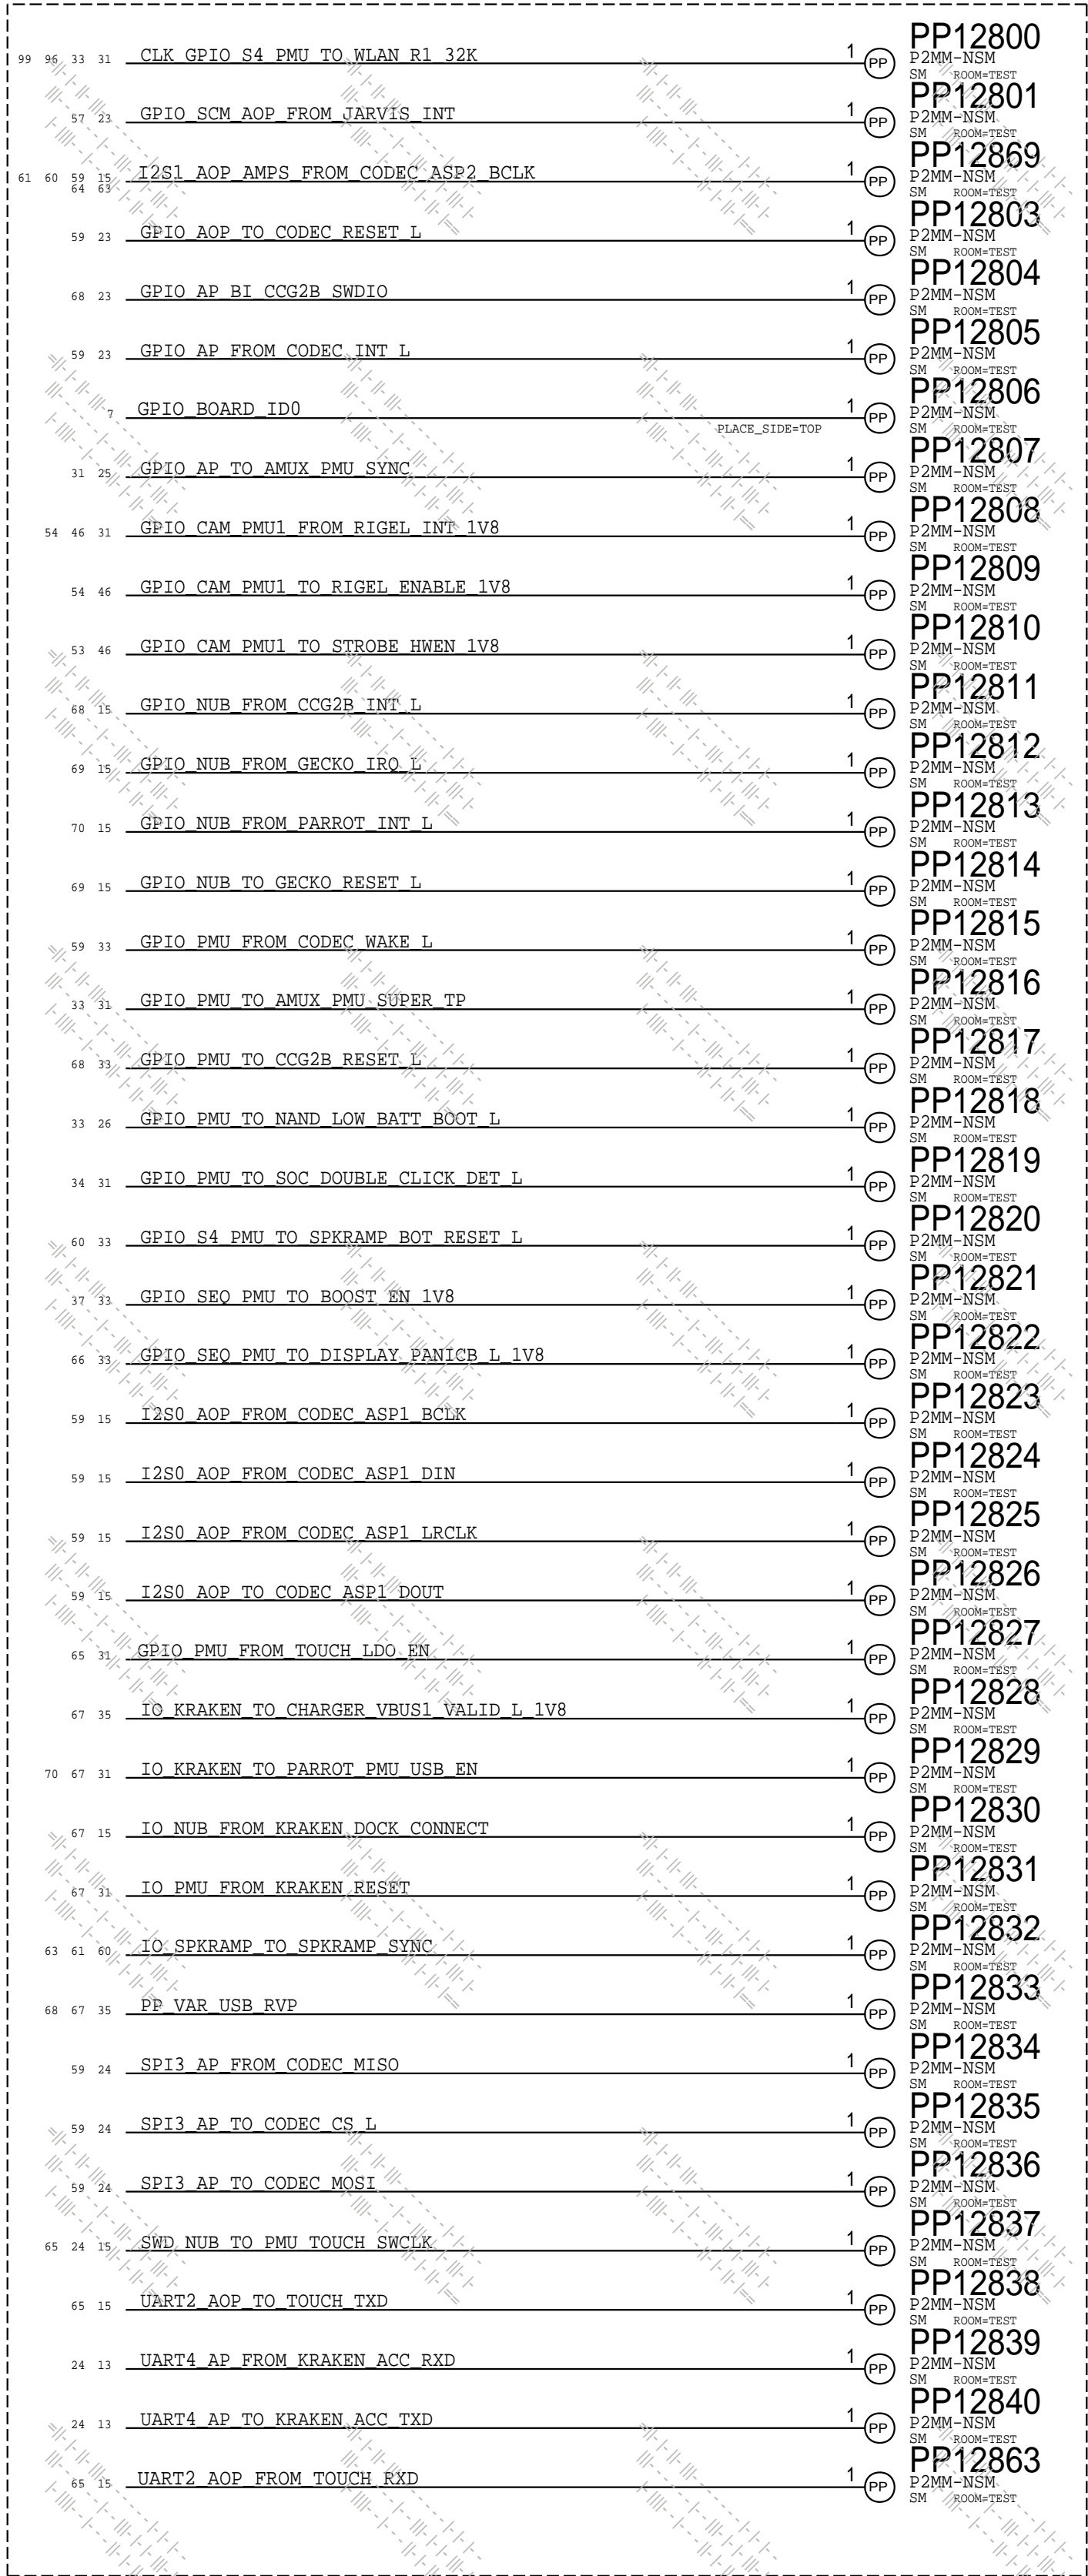 99 96 33 31 CLK_GPIO_S4_PMU_TO_WLAN_R1_32K 1 PP PP12800
P2MM-NSM
SM ROOM=TEST
57 23 GPIO_SCM_AOP_FROM_JARVIS_INT 1 PP PP12801
P2MM-NSM
SM ROOM=TEST
61 60 59 15 I2S1_AOP_AMPS_FROM_CODEC_ASP2_BCLK 1 PP PP12869
64 63 P2MM-NSM
SM ROOM=TEST
59 23 GPIO_AOP_TO_CODEC_RESET_L 1 PP PP12803
P2MM-NSM
SM ROOM=TEST
68 23 GPIO_AP_BI_CCG2B_SWDIO 1 PP PP12804
P2MM-NSM
SM ROOM=TEST
59 23 GPIO_AP_FROM_CODEC_INT_L 1 PP PP12805
P2MM-NSM
SM ROOM=TEST
7 GPIO_BOARD_ID0 1 PP PP12806
P2MM-NSM
PLACE_SIDE=TOP SM ROOM=TEST
31 25 GPIO_AP_TO_AMUX_PMU_SYNC 1 PP PP12807
P2MM-NSM
SM ROOM=TEST
54 46 31 GPIO_CAM_PMU1_FROM_RIGEL_INT_1V8 1 PP PP12808
P2MM-NSM
SM ROOM=TEST
54 46 GPIO_CAM_PMU1_TO_RIGEL_ENABLE_1V8 1 PP PP12809
P2MM-NSM
SM ROOM=TEST
53 46 GPIO_CAM_PMU1_TO_STROBE_HWEN_1V8 1 PP PP12810
P2MM-NSM
SM ROOM=TEST
68 15 GPIO_NUB_FROM_CCG2B_INT_L 1 PP PP12811
P2MM-NSM
SM ROOM=TEST
69 15 GPIO_NUB_FROM_GECKO_IRQ_L 1 PP PP12812
P2MM-NSM
SM ROOM=TEST
70 15 GPIO_NUB_FROM_PARROT_INT_L 1 PP PP12813
P2MM-NSM
SM ROOM=TEST
69 15 GPIO_NUB_TO_GECKO_RESET_L 1 PP PP12814
P2MM-NSM
SM ROOM=TEST
59 33 GPIO_PMU_FROM_CODEC_WAKE_L 1 PP PP12815
P2MM-NSM
SM ROOM=TEST
33 31 GPIO_PMU_TO_AMUX_PMU_SUPER_TP 1 PP PP12816
P2MM-NSM
SM ROOM=TEST
68 33 GPIO_PMU_TO_CCG2B_RESET_L 1 PP PP12817
P2MM-NSM
SM ROOM=TEST
33 26 GPIO_PMU_TO_NAND_LOW_BATT_BOOT_L 1 PP PP12818
P2MM-NSM
SM ROOM=TEST
34 31 GPIO_PMU_TO_SOC_DOUBLE_CLICK_DET_L 1 PP PP12819
P2MM-NSM
SM ROOM=TEST
60 33 GPIO_S4_PMU_TO_SPKRAMP_BOT_RESET_L 1 PP PP12820
P2MM-NSM
SM ROOM=TEST
37 33 GPIO_SEQ_PMU_TO_BOOST_EN_1V8 1 PP PP12821
P2MM-NSM
SM ROOM=TEST
66 33 GPIO_SEQ_PMU_TO_DISPLAY_PANICB_L_1V8 1 PP PP12822
P2MM-NSM
SM ROOM=TEST
59 15 I2S0_AOP_FROM_CODEC_ASP1_BCLK 1 PP PP12823
P2MM-NSM
SM ROOM=TEST
59 15 I2S0_AOP_FROM_CODEC_ASP1_DIN 1 PP PP12824
P2MM-NSM
SM ROOM=TEST
59 15 I2S0_AOP_FROM_CODEC_ASP1_LRCLK 1 PP PP12825
P2MM-NSM
SM ROOM=TEST
59 15 I2S0_AOP_TO_CODEC_ASP1_DOUT 1 PP PP12826
P2MM-NSM
SM ROOM=TEST
65 31 GPIO_PMU_FROM_TOUCH_LDO_EN 1 PP PP12827
P2MM-NSM
SM ROOM=TEST
67 35 IO_KRAKEN_TO_CHARGER_VBUS1_VALID_L_1V8 1 PP PP12828
P2MM-NSM
SM ROOM=TEST
70 67 31 IO_KRAKEN_TO_PARROT_PMU_USB_EN 1 PP PP12829
P2MM-NSM
SM ROOM=TEST
67 15 IO_NUB_FROM_KRAKEN_DOCK_CONNECT 1 PP PP12830
P2MM-NSM
SM ROOM=TEST
67 31 IO_PMU_FROM_KRAKEN_RESET 1 PP PP12831
P2MM-NSM
SM ROOM=TEST
63 61 60 IO_SPKRAMP_TO_SPKRAMP_SYNC 1 PP PP12832
P2MM-NSM
SM ROOM=TEST
68 67 35 PP_VAR_USB_RVP 1 PP PP12833
P2MM-NSM
SM ROOM=TEST
59 24 SPI3_AP_FROM_CODEC_MISO 1 PP PP12834
P2MM-NSM
SM ROOM=TEST
59 24 SPI3_AP_TO_CODEC_CS_L 1 PP PP12835
P2MM-NSM
SM ROOM=TEST
59 24 SPI3_AP_TO_CODEC_MOSI 1 PP PP12836
P2MM-NSM
SM ROOM=TEST
65 24 15 SWD_NUB_TO_PMU_TOUCH_SWCLK 1 PP PP12837
P2MM-NSM
SM ROOM=TEST
65 15 UART2_AOP_TO_TOUCH_TXD 1 PP PP12838
P2MM-NSM
SM ROOM=TEST
24 13 UART4_AP_FROM_KRAKEN_ACC_RXD 1 PP PP12839
P2MM-NSM
SM ROOM=TEST
24 13 UART4_AP_TO_KRAKEN_ACC_TXD 1 PP PP12840
P2MM-NSM
SM ROOM=TEST
65 15 UART2_AOP_FROM_TOUCH_RXD 1 PP PP12863
P2MM-NSM
SM ROOM=TEST